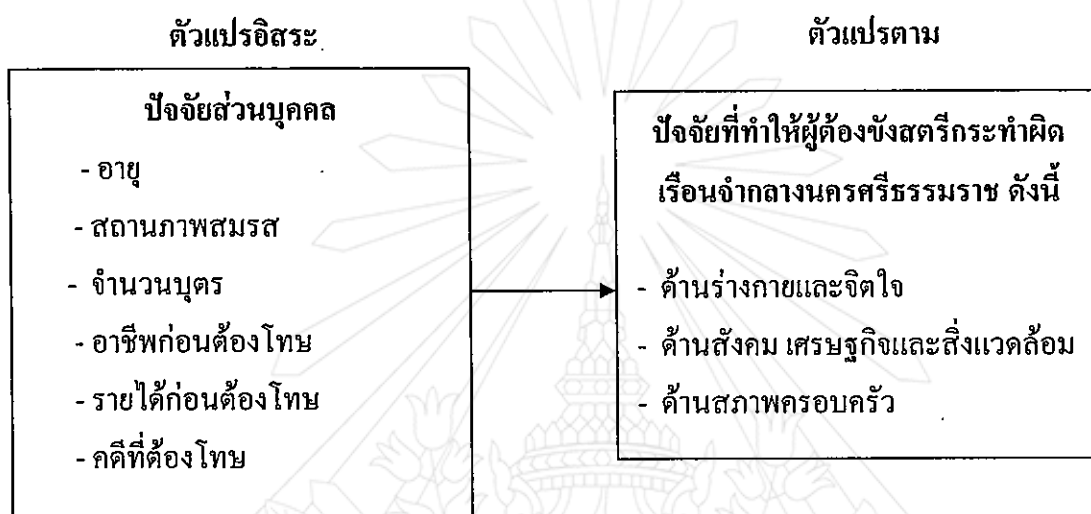 ตัวแปรอิสระ
ปัจจัยส่วนบุคคล
- อายุ
- สถานภาพสมรส
- จำนวนบุตร
- อาชีพก่อนต้องโทษ
- รายได้ก่อนต้องโทษ
- คดีที่ต้องโทษ
ตัวแปรตาม
ปัจจัยที่ทำให้ผู้ต้องขังสตรีกระทำผิด
เรือนจำกลางนครศรีธรรมราช ดังนี้
- ด้านร่างกายและจิตใจ
- ด้านสังคม เศรษฐกิจและสิ่งแวดล้อม
- ด้านสภาพครอบครัว